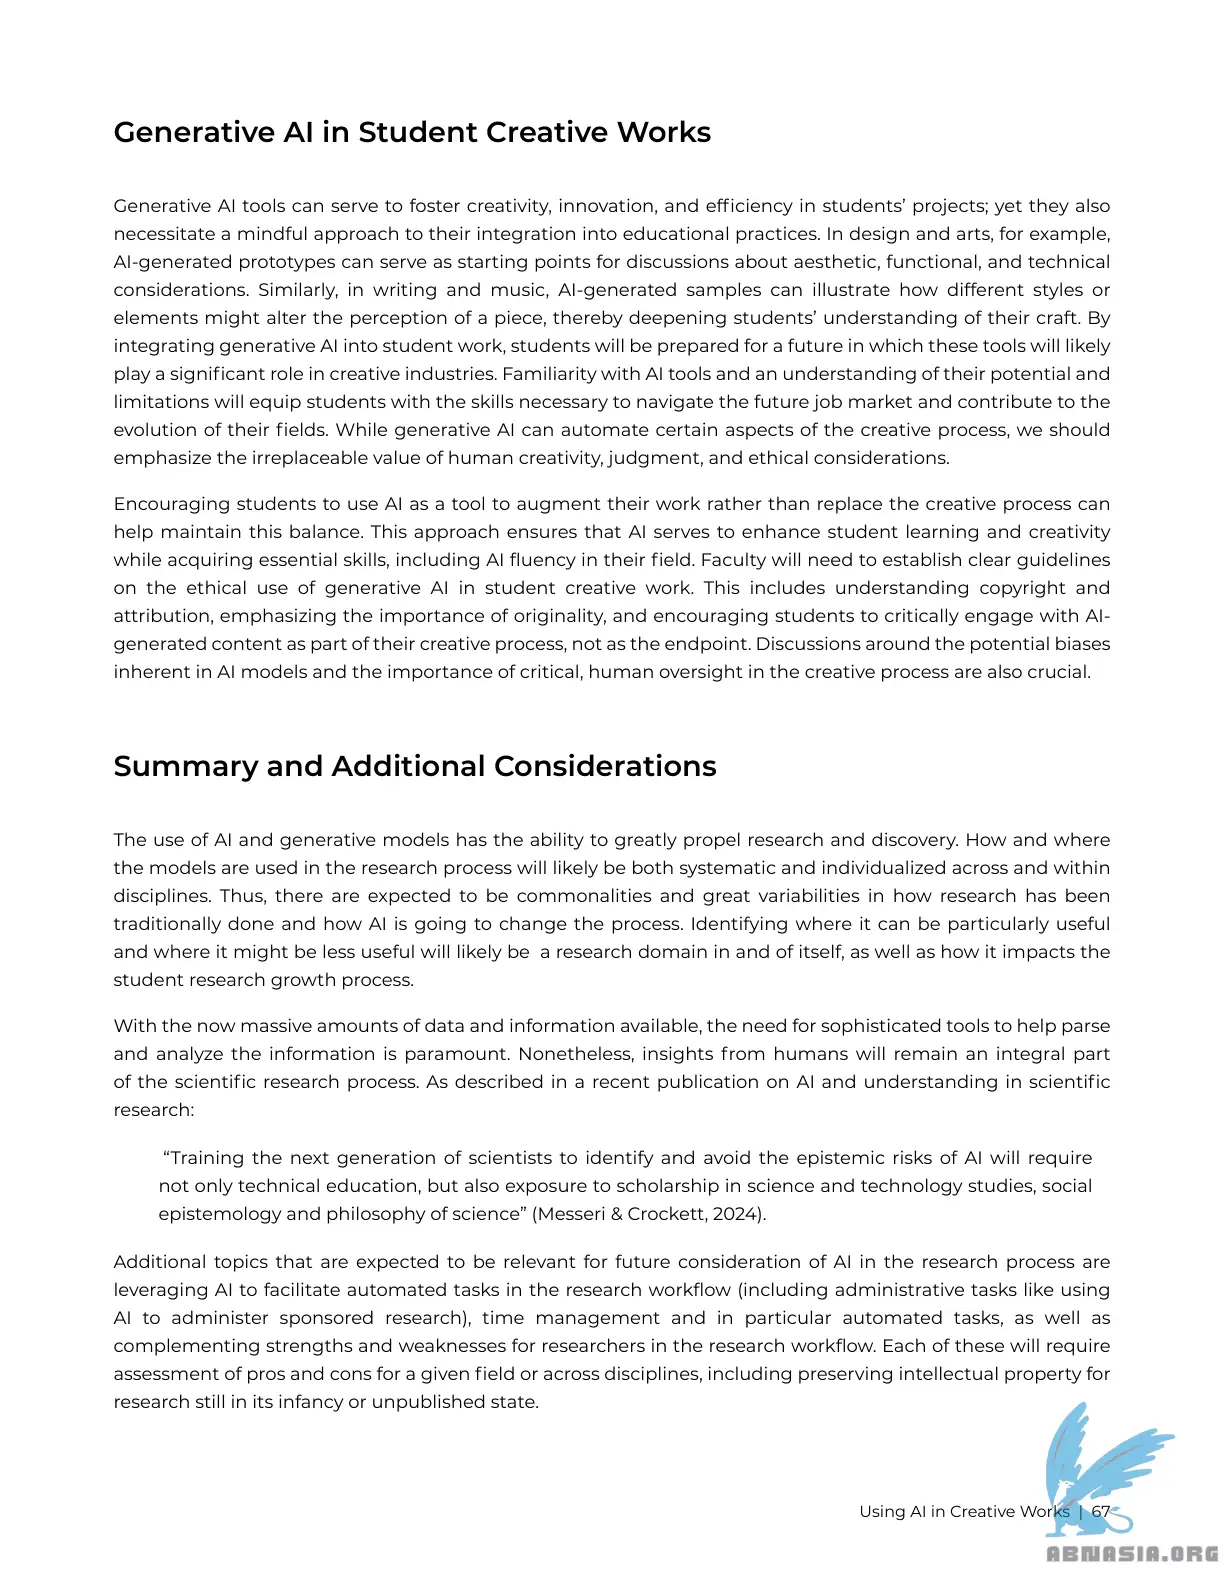 Generative AI in Student Creative Works
Generative AI tools can serve to foster creativity, innovation, and efficiency in students’ projects; yet they also
necessitate a mindful approach to their integration into educational practices. In design and arts, for example,
AI-generated prototypes can serve as starting points for discussions about aesthetic, functional, and technical
considerations. Similarly, in writing and music, AI-generated samples can illustrate how different styles or
elements might alter the perception of a piece, thereby deepening students’ understanding of their craft. By
integrating generative AI into student work, students will be prepared for a future in which these tools will likely
play a significant role in creative industries. Familiarity with AI tools and an understanding of their potential and
limitations will equip students with the skills necessary to navigate the future job market and contribute to the
evolution of their fields. While generative AI can automate certain aspects of the creative process, we should
emphasize the irreplaceable value of human creativity, judgment, and ethical considerations.
Encouraging students to use AI as a tool to augment their work rather than replace the creative process can
help maintain this balance. This approach ensures that AI serves to enhance student learning and creativity
while acquiring essential skills, including AI fluency in their field. Faculty will need to establish clear guidelines
on the ethical use of generative AI in student creative work. This includes understanding copyright and
attribution, emphasizing the importance of originality, and encouraging students to critically engage with AI-
generated content as part of their creative process, not as the endpoint. Discussions around the potential biases
inherent in AI models and the importance of critical, human oversight in the creative process are also crucial.
Summary and Additional Considerations
The use of AI and generative models has the ability to greatly propel research and discovery. How and where
the models are used in the research process will likely be both systematic and individualized across and within
disciplines. Thus, there are expected to be commonalities and great variabilities in how research has been
traditionally done and how AI is going to change the process. Identifying where it can be particularly useful
and where it might be less useful will likely be  a research domain in and of itself, as well as how it impacts the
student research growth process.
With the now massive amounts of data and information available, the need for sophisticated tools to help parse
and analyze the information is paramount. Nonetheless, insights from humans will remain an integral part
of the scientific research process. As described in a recent publication on AI and understanding in scientific
research:
“Training the next generation of scientists to identify and avoid the epistemic risks of AI will require
not only technical education, but also exposure to scholarship in science and technology studies, social
epistemology and philosophy of science” (Messeri & Crockett, 2024).
Additional topics that are expected to be relevant for future consideration of AI in the research process are
leveraging AI to facilitate automated tasks in the research workflow (including administrative tasks like using
AI to administer sponsored research), time management and in particular automated tasks, as well as
complementing strengths and weaknesses for researchers in the research workflow. Each of these will require
assessment of pros and cons for a given field or across disciplines, including preserving intellectual property for
research still in its infancy or unpublished state.
Using AI in Creative Works | 67
ABNASIA.ORG